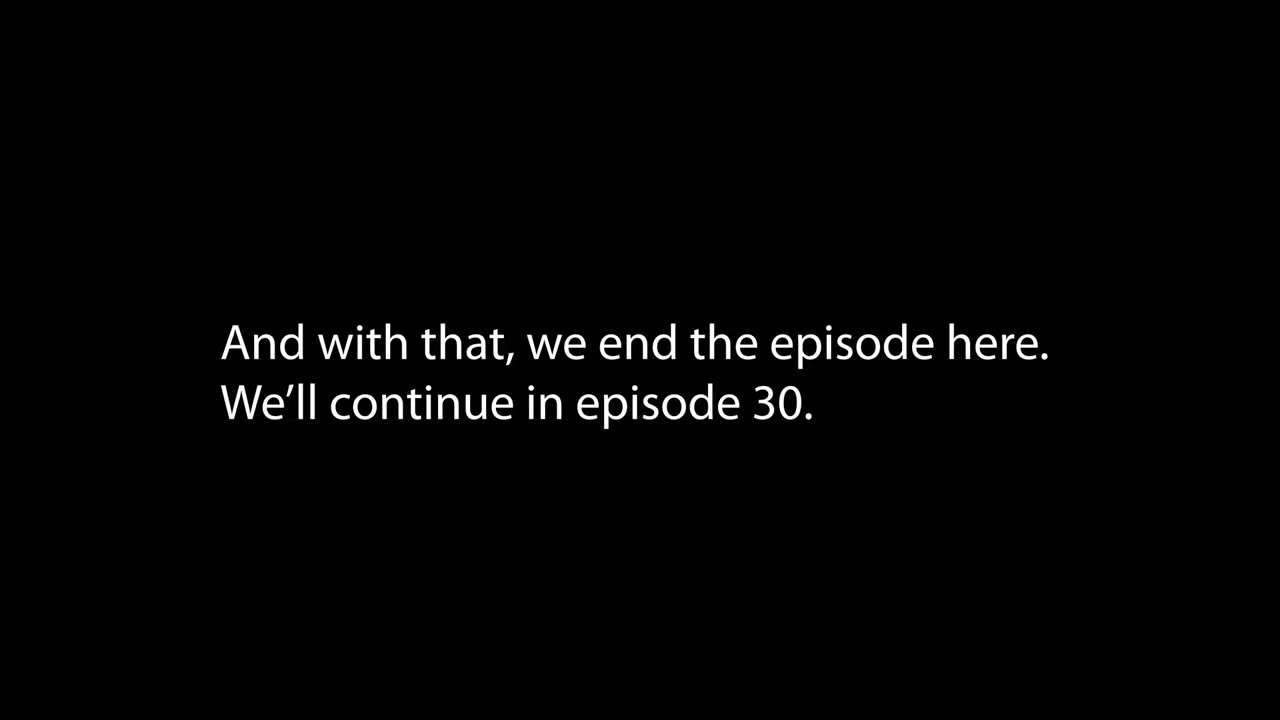 And with that, we end the episode here.
We’ll continue in episode 30.